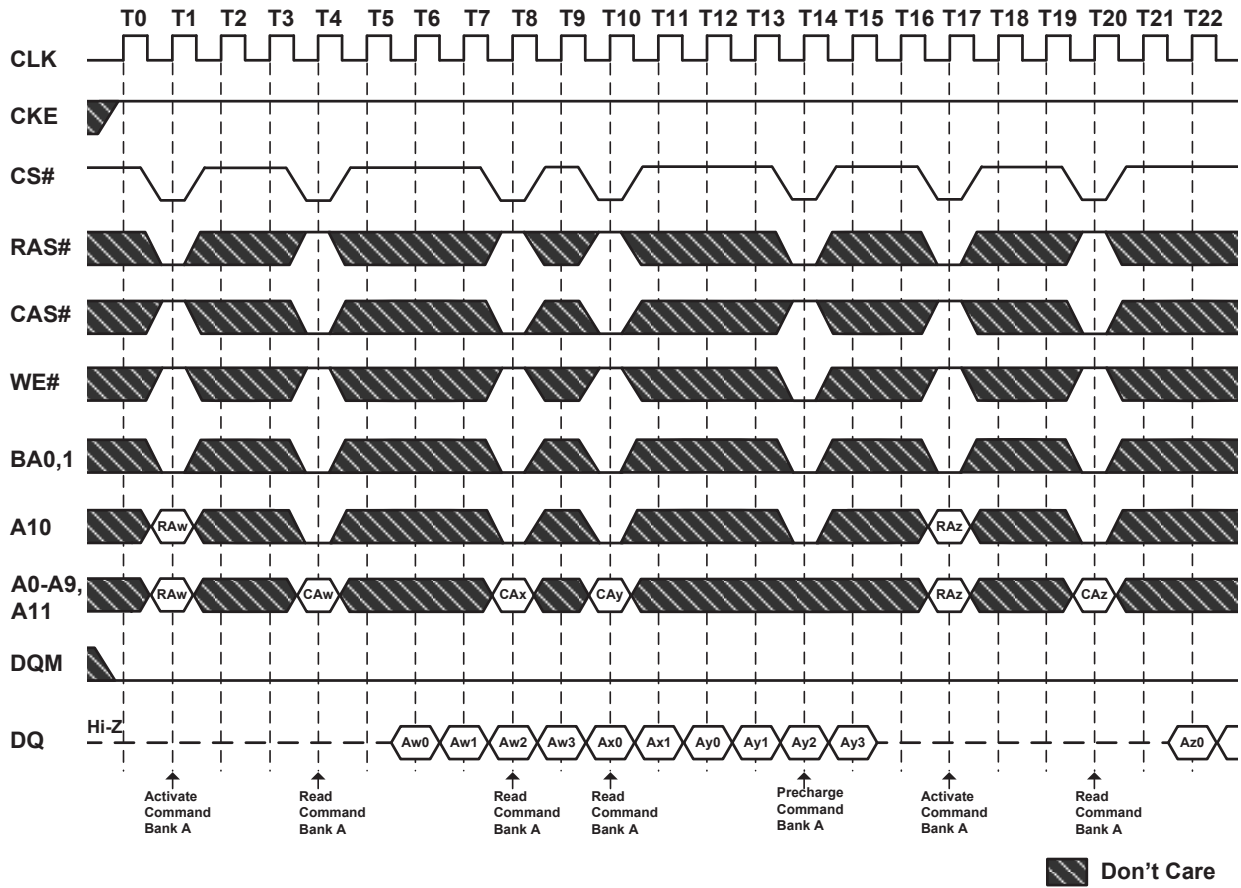 T0 T1 T2 T3 T4 T5 T6 T7 T8 T9 T10 T11 T12 T13 T14 T15 T16 T17 T18 T19 T20 T21 T22
CLK
CKE
CS#
RAS#
CAS#
WE#
BA0,1
A10 RAw RAz
A0-A9,
A11
RAw CAw CAx CAy RAz CAz
DQM
Hi-Z
DQ Aw0 Aw1 Aw2 Aw3 Ax0 Ax1 Ay0 Ay1 Ay2 Ay3 Az0
Activate
Command
Bank A
Read
Command
Bank A
Read
Command
Bank A
Read
Command
Bank A
Precharge
Command
Bank A
Activate
Command
Bank A
Read
Command
Bank A
Don't Care